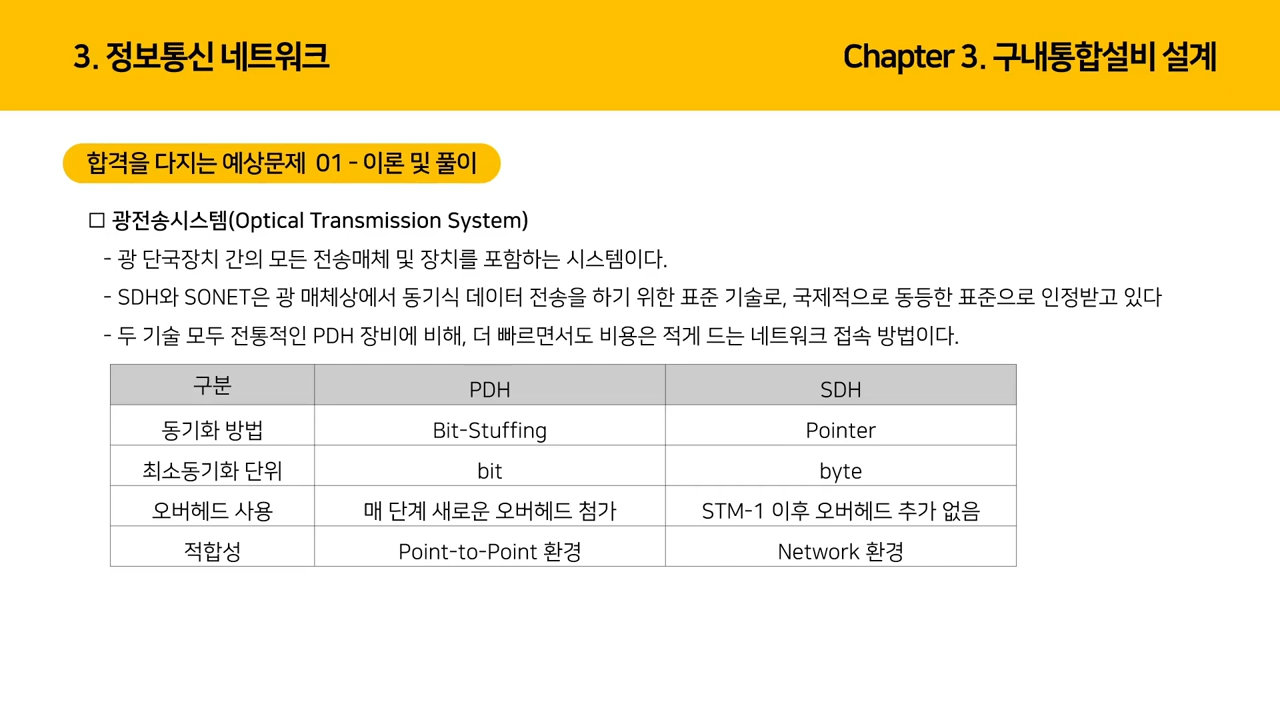 3. 정보통신 네트워크
Chapter 3. 구내통합설비 설계
합격을 다지는 예상문제 01 - 이론 및 풀이
□ 광전송시스템(Optical Transmission System)
- 광 단국장치 간의 모든 전송매체 및 장치를 포함하는 시스템이다.
- SDH와 SONET은 광 매체상에서 동기식 데이터 전송을 하기 위한 표준 기술로, 국제적으로 동등한 표준으로 인정받고 있다
- 두 기술 모두 전통적인 PDH 장비에 비해, 더 빠르면서도 비용은 적게 드는 네트워크 접속 방법이다.
구분 PDH SDH
동기화 방법 Bit-Stuffing Pointer
최소동기화 단위 bit byte
오버헤드 사용 매 단계 새로운 오버헤드 첨가 STM-1 이후 오버헤드 추가 없음
적합성 Point-to-Point 환경 Network 환경